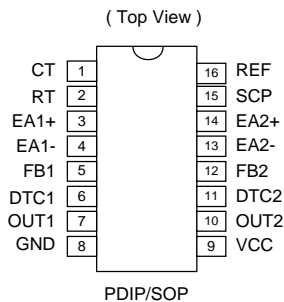 ( Top View )
CT 1 16 REF
RT 2 15 SCP
EA1+ 3 14 EA2+
EA1- 4 13 EA2-
FB1 5 12 FB2
DTC1 6 11 DTC2
OUT1 7 10 OUT2
GND 8 9 VCC
PDIP/SOP